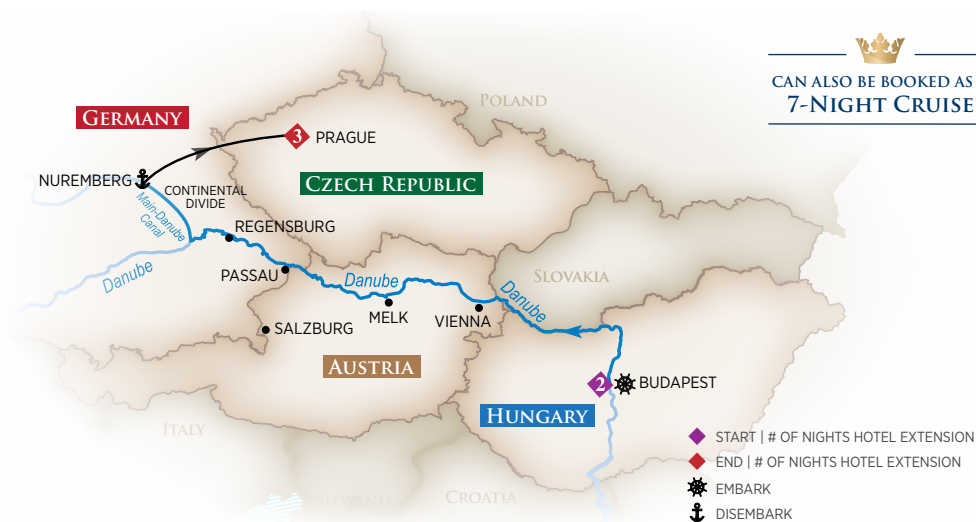 CAN ALSO BE BOOKED AS
7-NIGHT CRUISE
POLAND
GERMANY
3
PRAGUE
NUREMBERG
CONTINENTAL
DIVIDE
CZECH REPUBLIC
Main-Danube
Canal
REGENSBURG
Danube
PASSAU
Danube
SLOVAKIA
Danube
MELK
VIENNA
SALZBURG
AUSTRIA
2
BUDAPEST
HUNGARY
ITALY
START | # OF NIGHTS HOTEL EXTENSION
END | # OF NIGHTS HOTEL EXTENSION
SLOVENIA
CROATIA
EMBARK
DISEMBARK